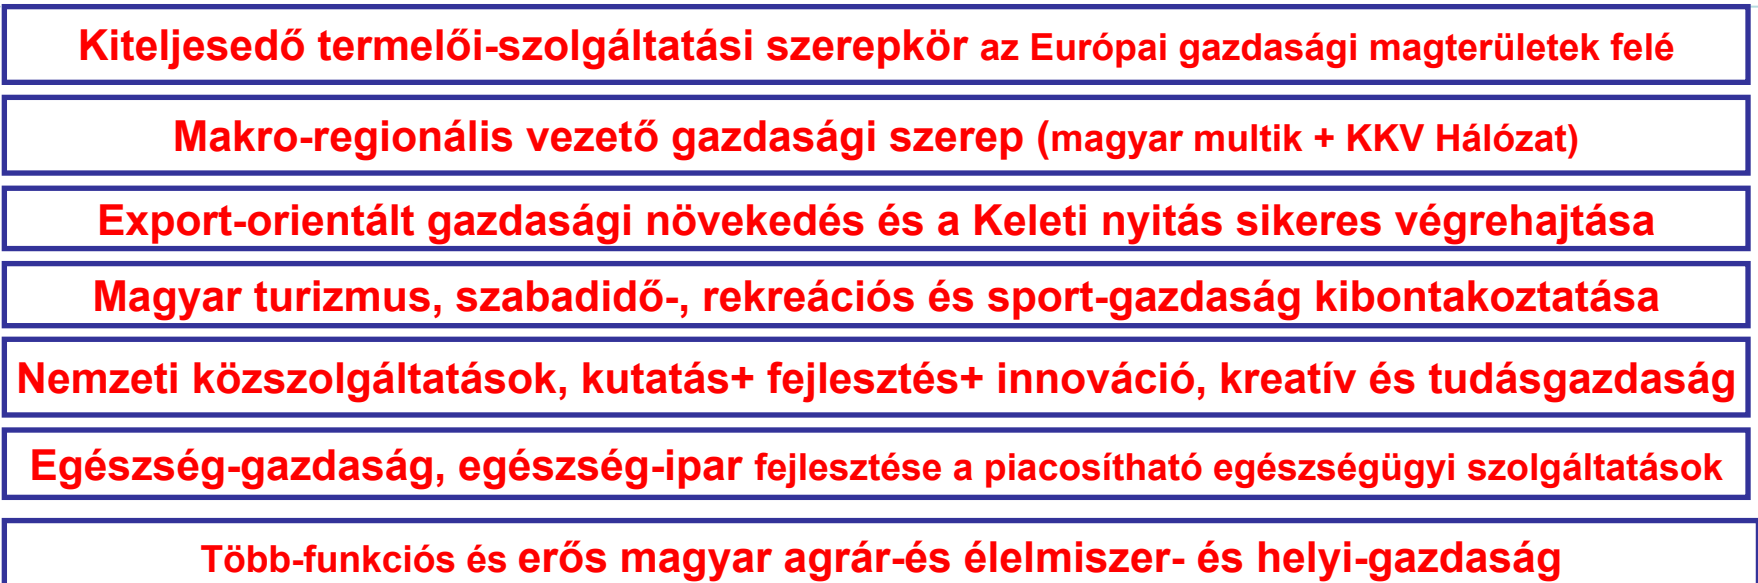 Kiteljesedő termelői-szolgáltatási szerepkör az Európai gazdasági magterületek felé
Makro-regionális vezető gazdasági szerep (magyar multik + KKV Hálózat)
Export-orientált gazdasági növekedés és a Keleti nyitás sikeres végrehajtása
Magyar turizmus, szabadidő-, rekreációs és sport-gazdaság kibontakoztatása
Nemzeti közszolgáltatások, kutatás+ fejlesztés+ innováció, kreatív és tudásgazdaság
Egészség-gazdaság, egészség-ipar fejlesztése a piacosítható egészségügyi szolgáltatások
Több-funkciós és erős magyar agrár-és élelmiszer- és helyi-gazdaság